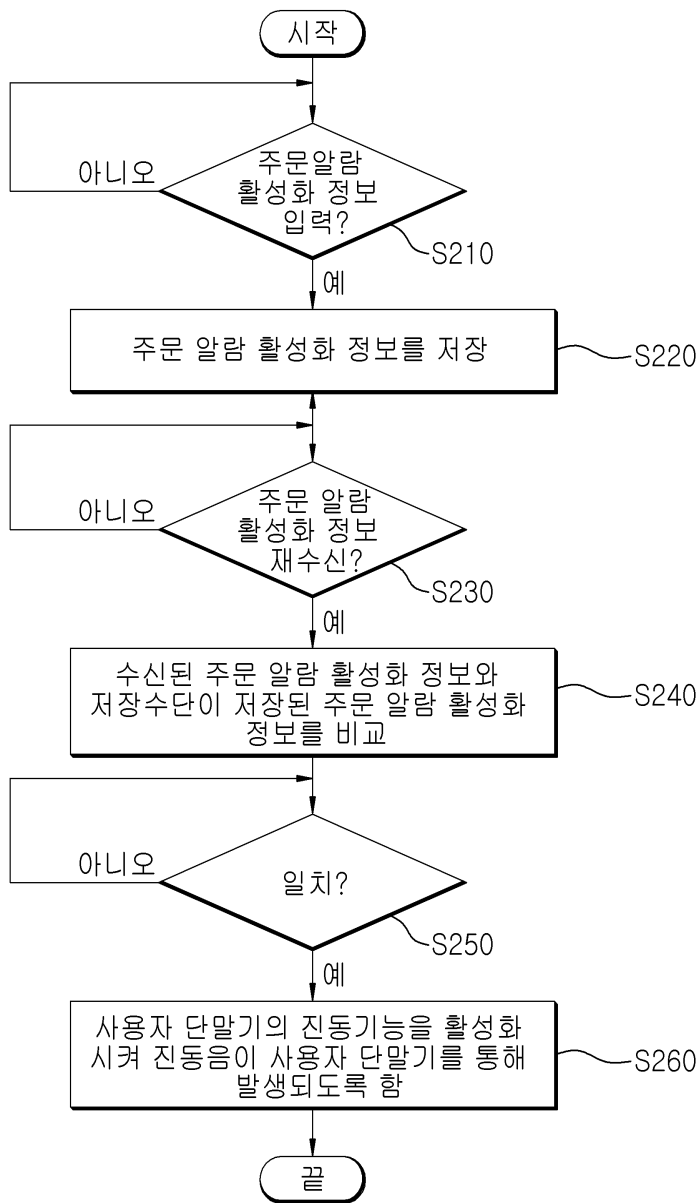 시작
주문알람
활성화 정보
입력?
아니오
S210
예
주문 알람 활성화 정보를 저장
S220
주문 알람
활성화 정보
재수신?
아니오
S230
예
수신된 주문 알람 활성화 정보와
저장수단이 저장된 주문 알람 활성화
정보를 비교
S240
일치?
아니오
S250
예
사용자 단말기의 진동기능을 활성화
시켜 진동음이 사용자 단말기를 통해
발생되도록 함
S260
끝